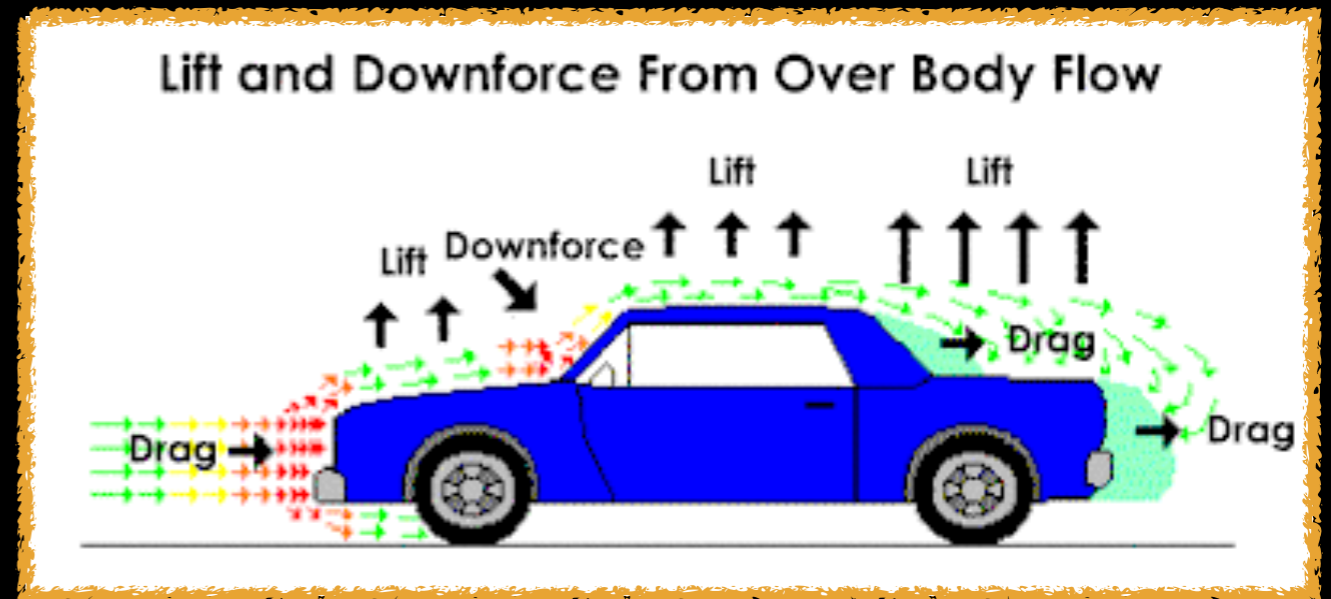 Lift and Downforce From Over Body Flow
Lift Lift
Lift Downforce
Drag
Drag Drag